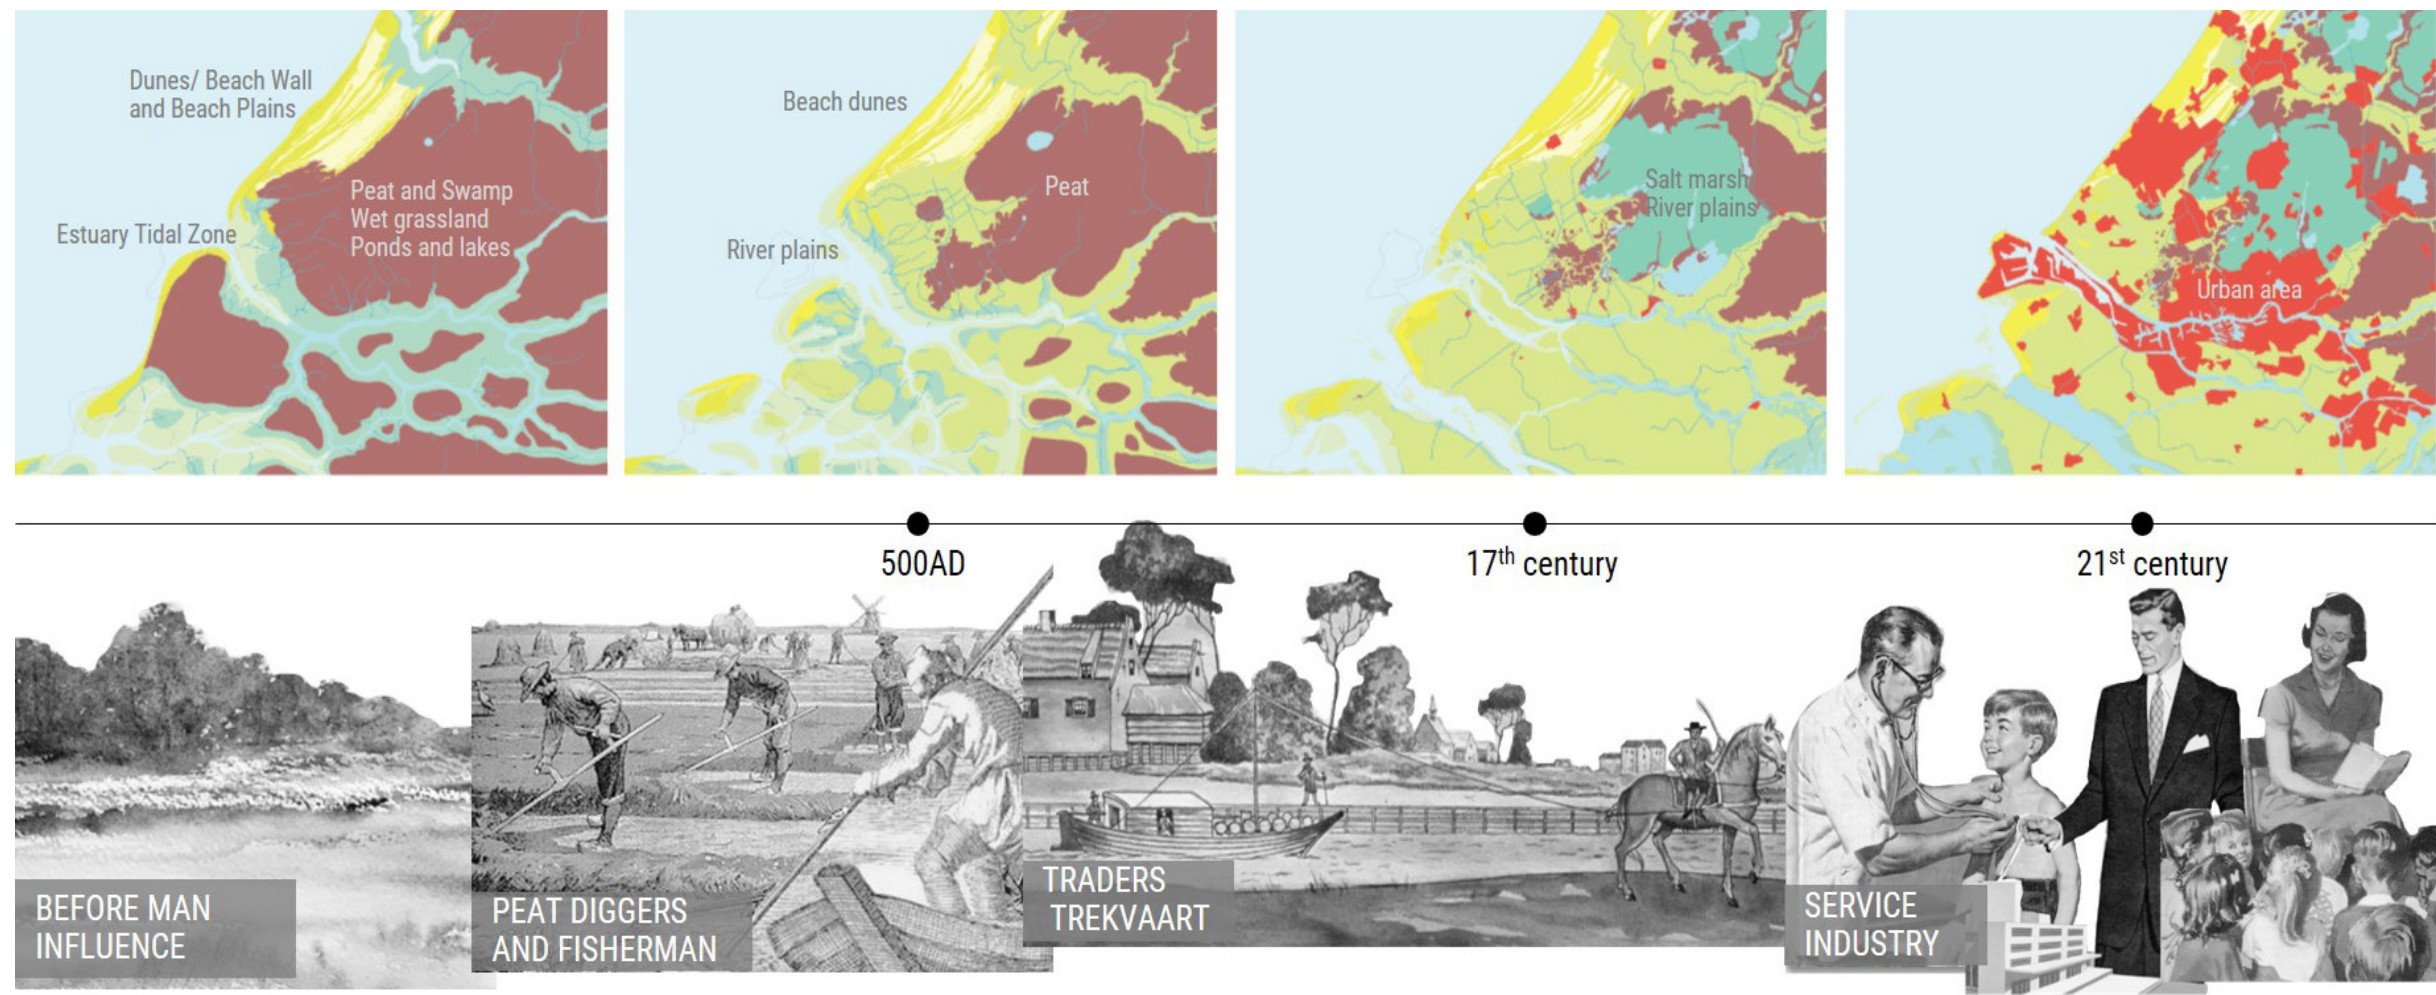 Dunes/ Beach Wall
and Beach Plains
Estuary Tidal Zone
Peat and Swamp
Wet grassland
Ponds and lakes
Beach dunes
River plains
Peat
Salt marsh
River plains
Urban area
500AD
17th century
21st century
BEFORE MAN
INFLUENCE
PEAT DIGGERS
AND FISHERMAN
TRADERS
TREKVAART
SERVICE
INDUSTRY